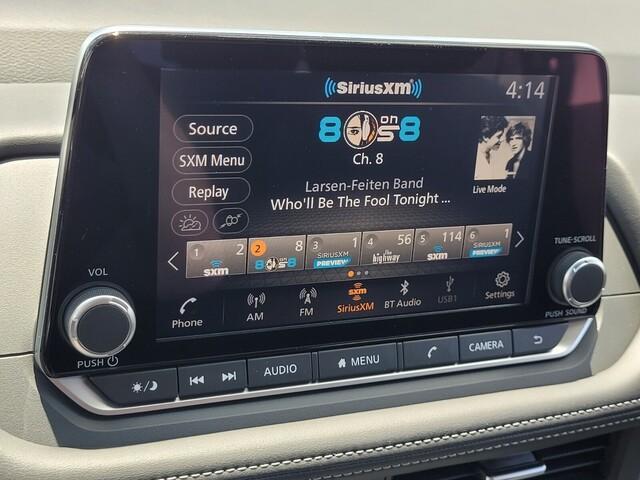 SiriusXM
4:14
Source
SXM Menu
Replay
8 on 8
Ch. 8
Larsen-Feiten Band
Who'll Be The Fool Tonight ...
Live Mode
1 2 sxm
2 8 80s on 8
3 1 SIRIUSXM PREVIEW
4 56 the highway
5 114 sxm
6 1 SIRIUSXM PREVIEW
Phone
AM
FM
sxm
SiriusXM
BT Audio
USB1
Settings
VOL
PUSH
TUNE·SCROLL
PUSH SOUND
AUDIO
MENU
CAMERA